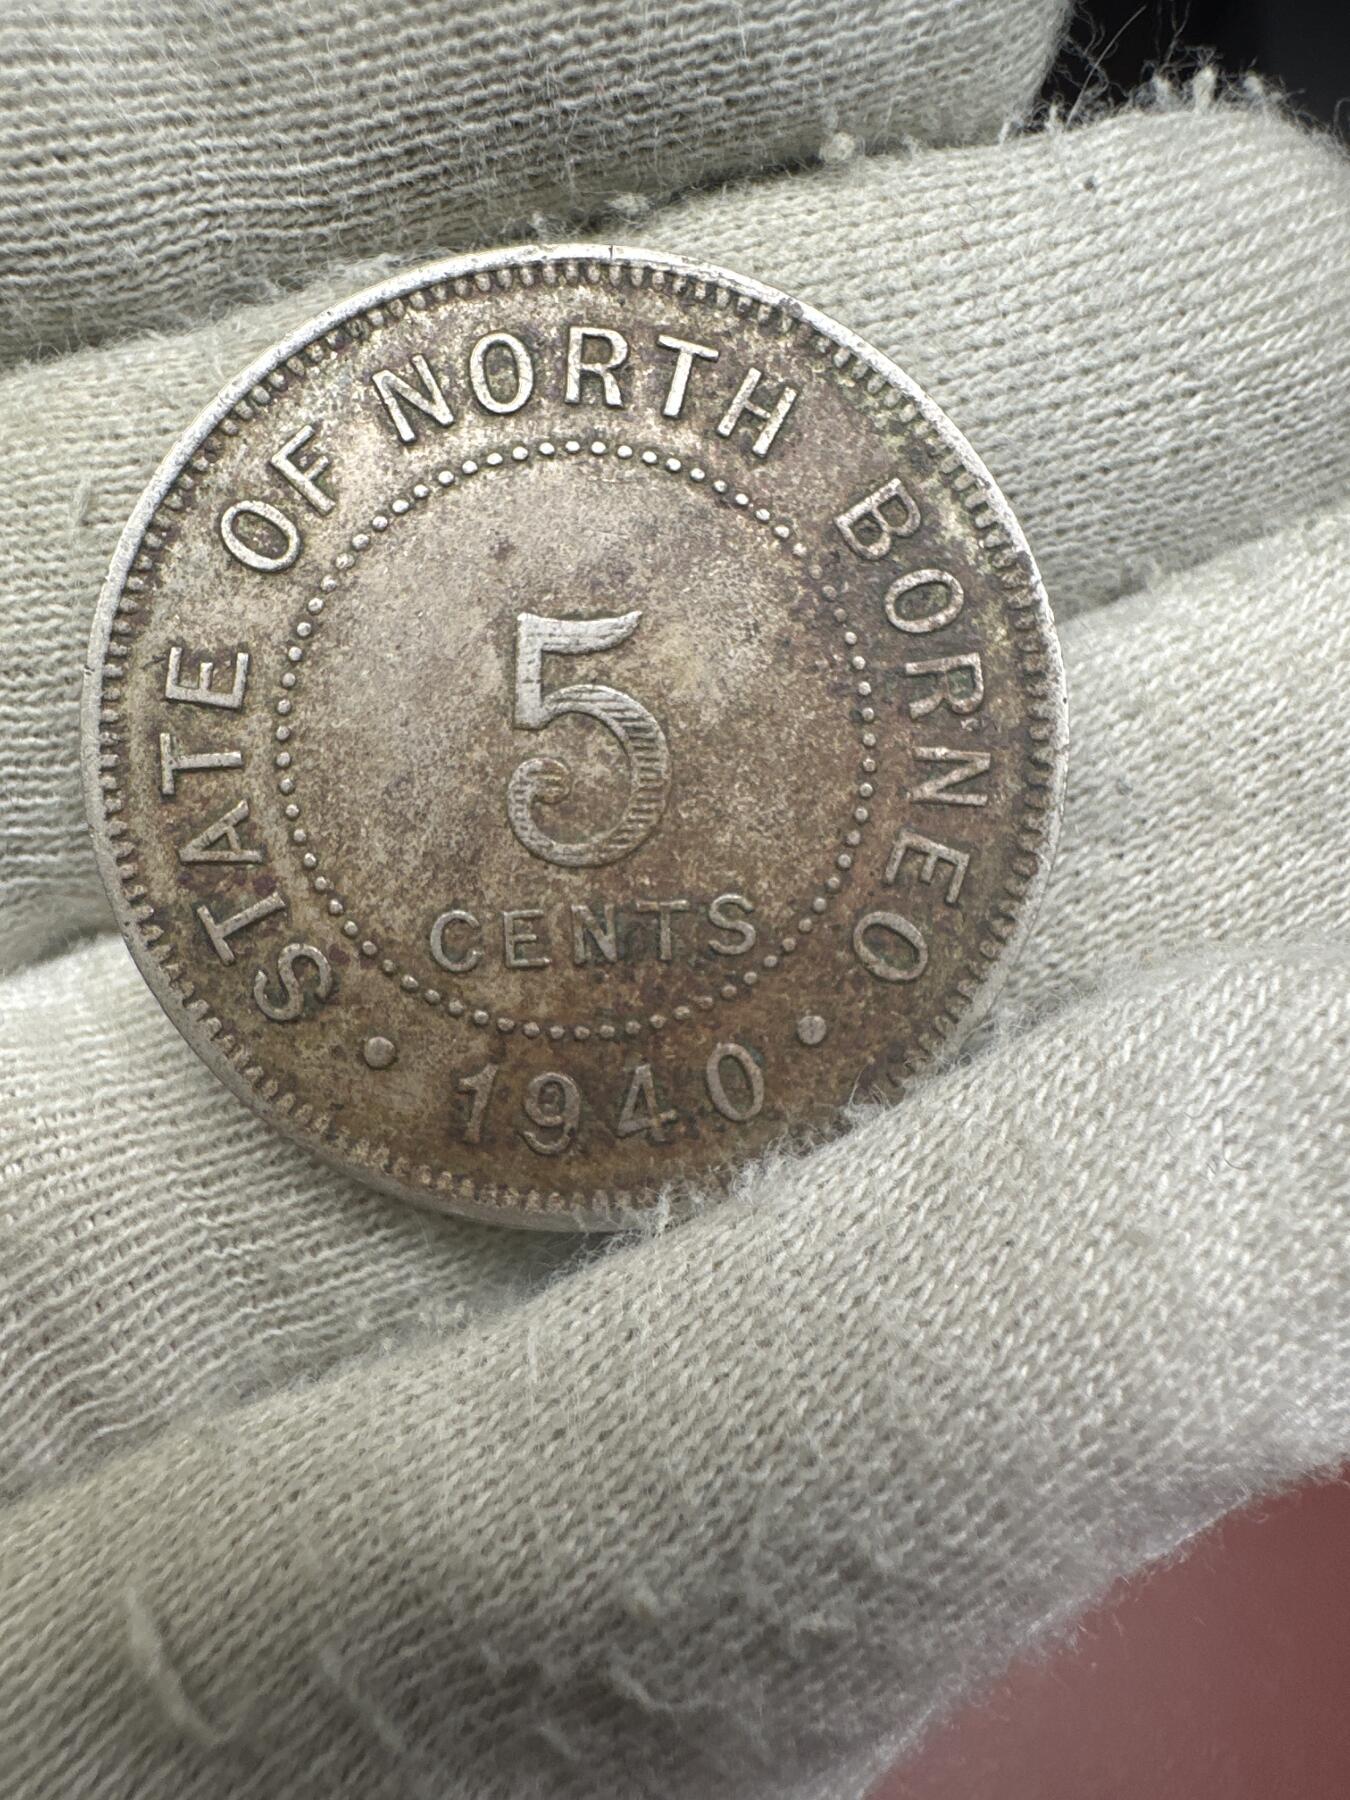 STATE OF NORTH BORNEO
5
CENTS
• 1940 •